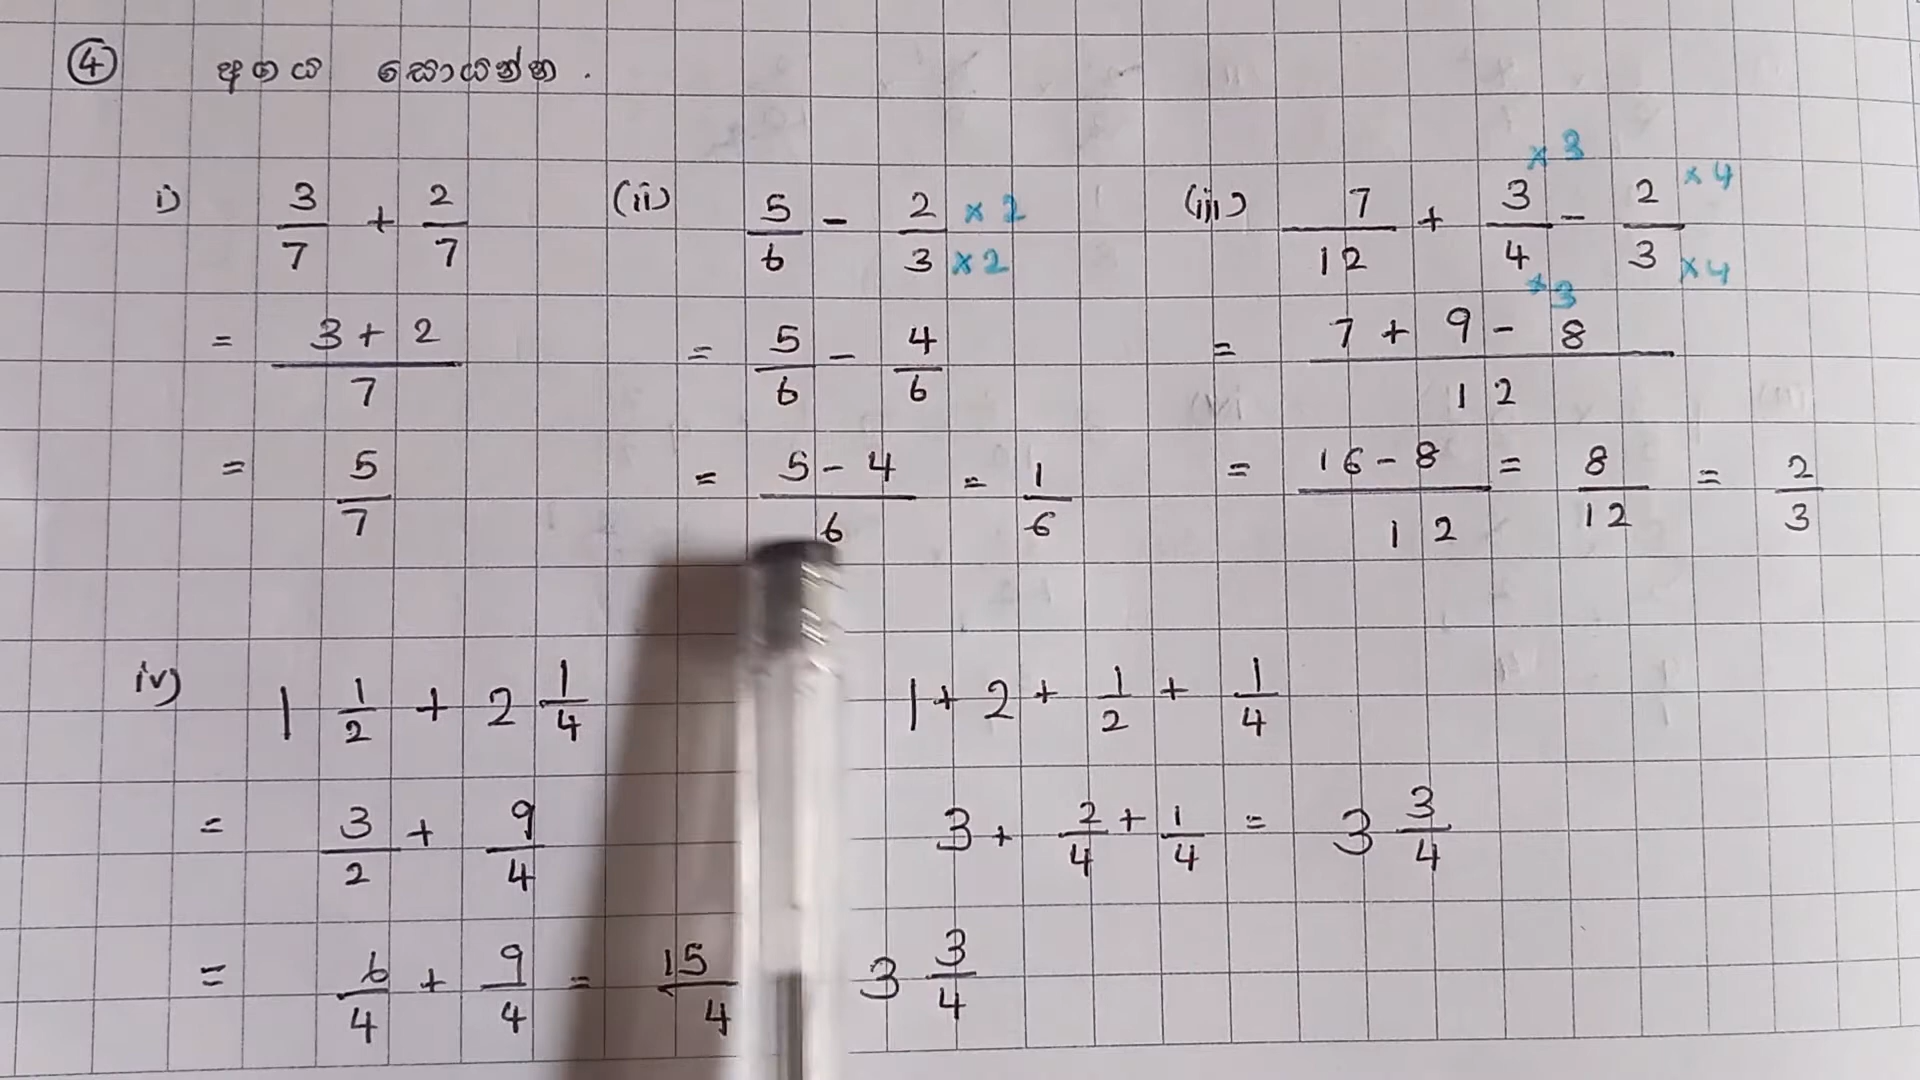 ④ අගය සොයන්න.
i) 3/7 + 2/7
= (3 + 2)/7
= 5/7
(ii) 5/6 - 2/3 × 2 × 2
= 5/6 - 4/6
= (5 - 4)/6 = 1/6
(iii) 7/12 + 3/4 - 2/3 × 3 × 3 × 4 × 4
= (7 + 9 - 8)/12
= (16 - 8)/12 = 8/12 = 2/3
iv) 1 1/2 + 2 1/4
= 3/2 + 9/4
= 6/4 + 9/4 = 15/4 3 3/4
1 + 2 + 1/2 + 1/4
3 + 2/4 + 1/4 = 3 3/4